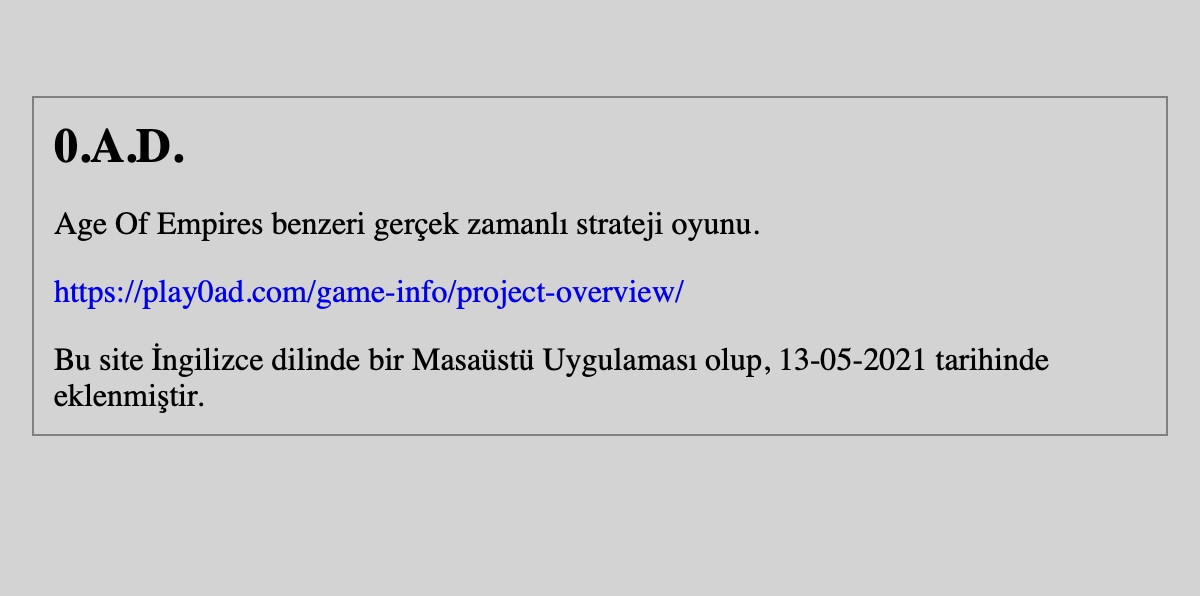 0.A.D.
Age Of Empires benzeri gerçek zamanlı strateji oyunu.
https://play0ad.com/game-info/project-overview/
Bu site İngilizce dilinde bir Masaüstü Uygulaması olup, 13-05-2021 tarihinde
eklenmiştir.